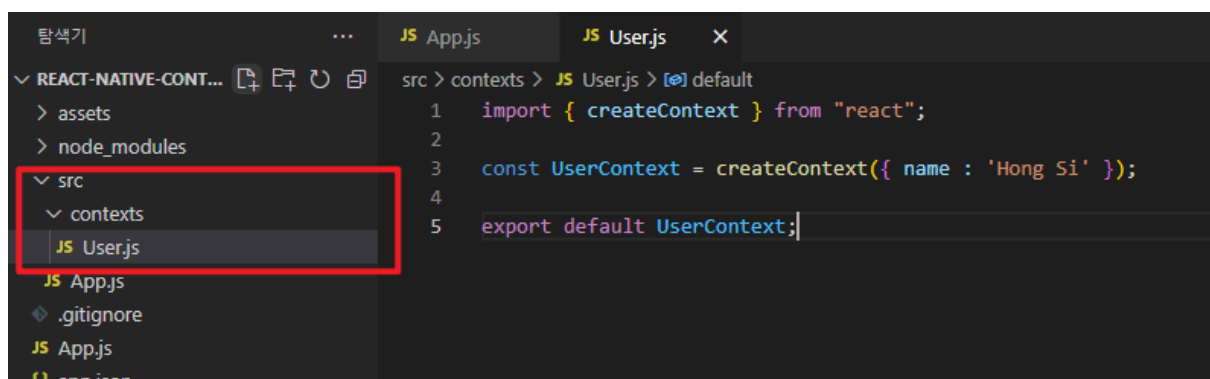 탐색기 ···
REACT-NATIVE-CONT...
> assets
> node_modules
src
contexts
JS User.js
JS App.js
.gitignore
JS App.js
JS App.js
JS User.js ×
src > contexts > JS User.js > default
1 import { createContext } from "react";
2
3 const UserContext = createContext({ name : 'Hong Si' });
4
5 export default UserContext;